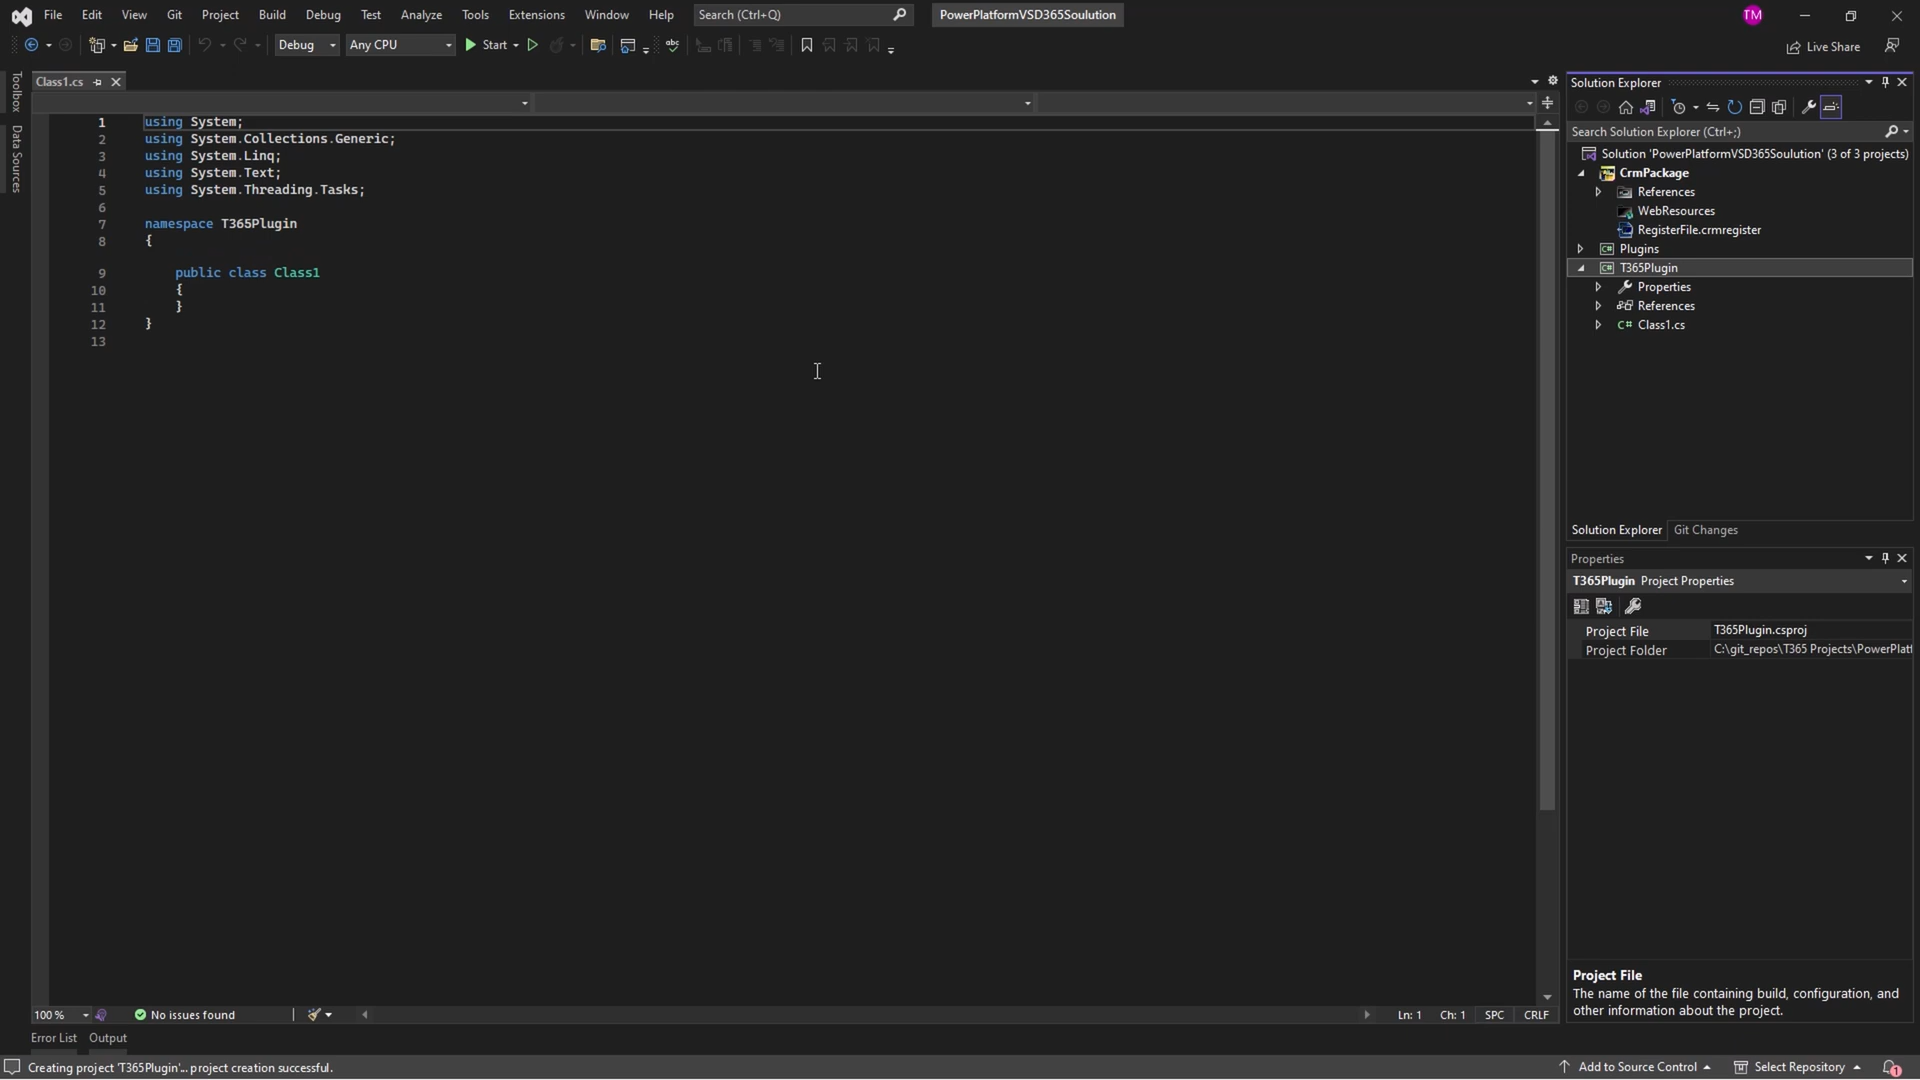 File Edit View Git Project Build Debug Test Analyze Tools Extensions Window Help Search (Ctrl+Q) PowerPlatformVSD365Soulution TM
Debug Any CPU Start Live Share
Toolbox
Data Sources
Class1.cs
1 using System;
2 using System.Collections.Generic;
3 using System.Linq;
4 using System.Text;
5 using System.Threading.Tasks;
6
7 namespace T365Plugin
8 {
9 public class Class1
10 {
11 }
12 }
13
Solution Explorer
Search Solution Explorer (Ctrl+;)
Solution 'PowerPlatformVSD365Soulution' (3 of 3 projects)
CrmPackage
References
WebResources
RegisterFile.crmregister
C# Plugins
C# T365Plugin
Properties
References
C# Class1.cs
Solution Explorer Git Changes
Properties
T365Plugin Project Properties
Project File T365Plugin.csproj
Project Folder C:\git_repos\T365 Projects\PowerPlatf
Project File
The name of the file containing build, configuration, and
other information about the project.
100 % No issues found Ln: 1 Ch: 1 SPC CRLF
Error List Output
Creating project 'T365Plugin'... project creation successful. Add to Source Control Select Repository 1